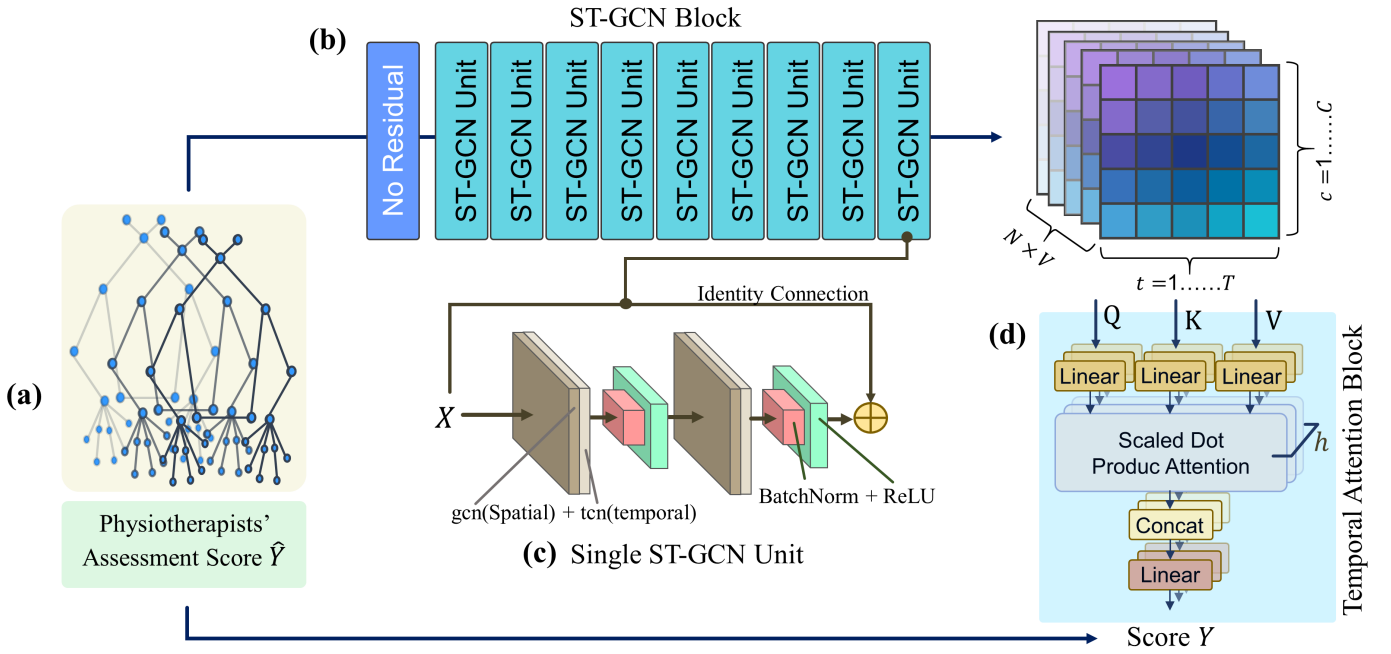 ST-GCN Block
(b)
No Residual
ST-GCN Unit
ST-GCN Unit
ST-GCN Unit
ST-GCN Unit
ST-GCN Unit
ST-GCN Unit
ST-GCN Unit
ST-GCN Unit
ST-GCN Unit
c = 1......C
N × V
t = 1......T
(a)
Physiotherapists'
Assessment Score Ŷ
Identity Connection
X
BatchNorm + ReLU
gcn(Spatial) + tcn(temporal)
(c) Single ST-GCN Unit
(d)
Q K V
Linear Linear Linear
Scaled Dot
Produc Attention
h
Concat
Linear
Temporal Attention Block
Score Y